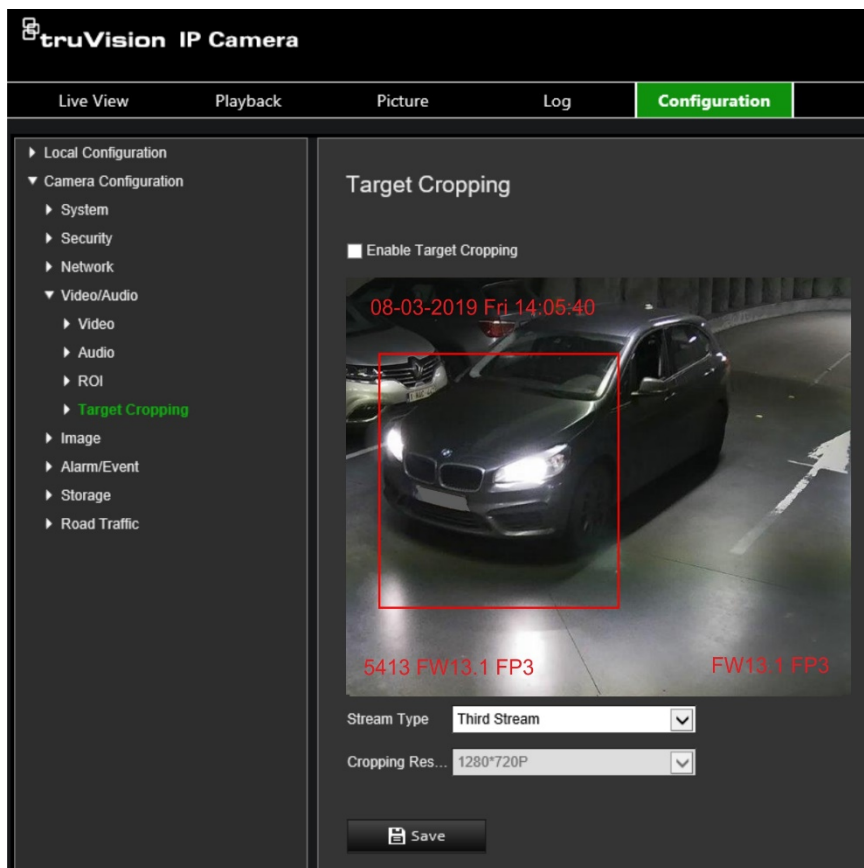 truVision IP Camera
Live View Playback Picture Log Configuration
Local Configuration
Camera Configuration
System
Security
Network
Video/Audio
Video
Audio
ROI
Target Cropping
Image
Alarm/Event
Storage
Road Traffic
Target Cropping
Enable Target Cropping
08-03-2019 Fri 14:05:40
5413 FW13.1 FP3 FW13.1 FP3
Stream Type Third Stream
Cropping Res... 1280*720P
Save